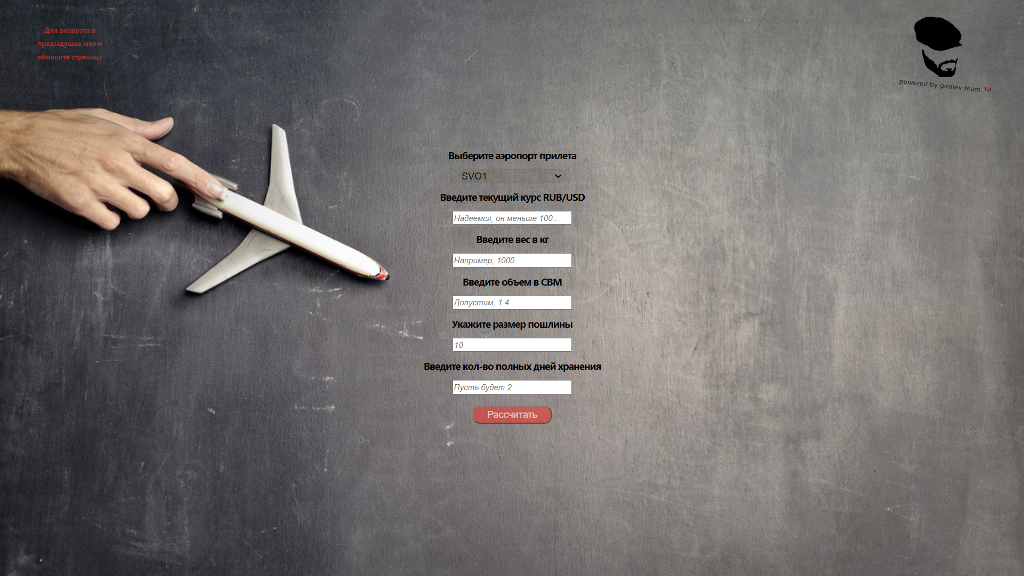 Для возврата в
предыдущее меню
обновите страницу
powered by ganiev team TM
Выберите аэропорт прилета
SVO1
Введите текущий курс RUB/USD
Надеемся, он меньше 100...
Введите вес в кг
Например, 1000
Введите объем в CBM
Допустим, 1.4
Укажите размер пошлины
10
Введите кол-во полных дней хранения
Пусть будет 2
Рассчитать